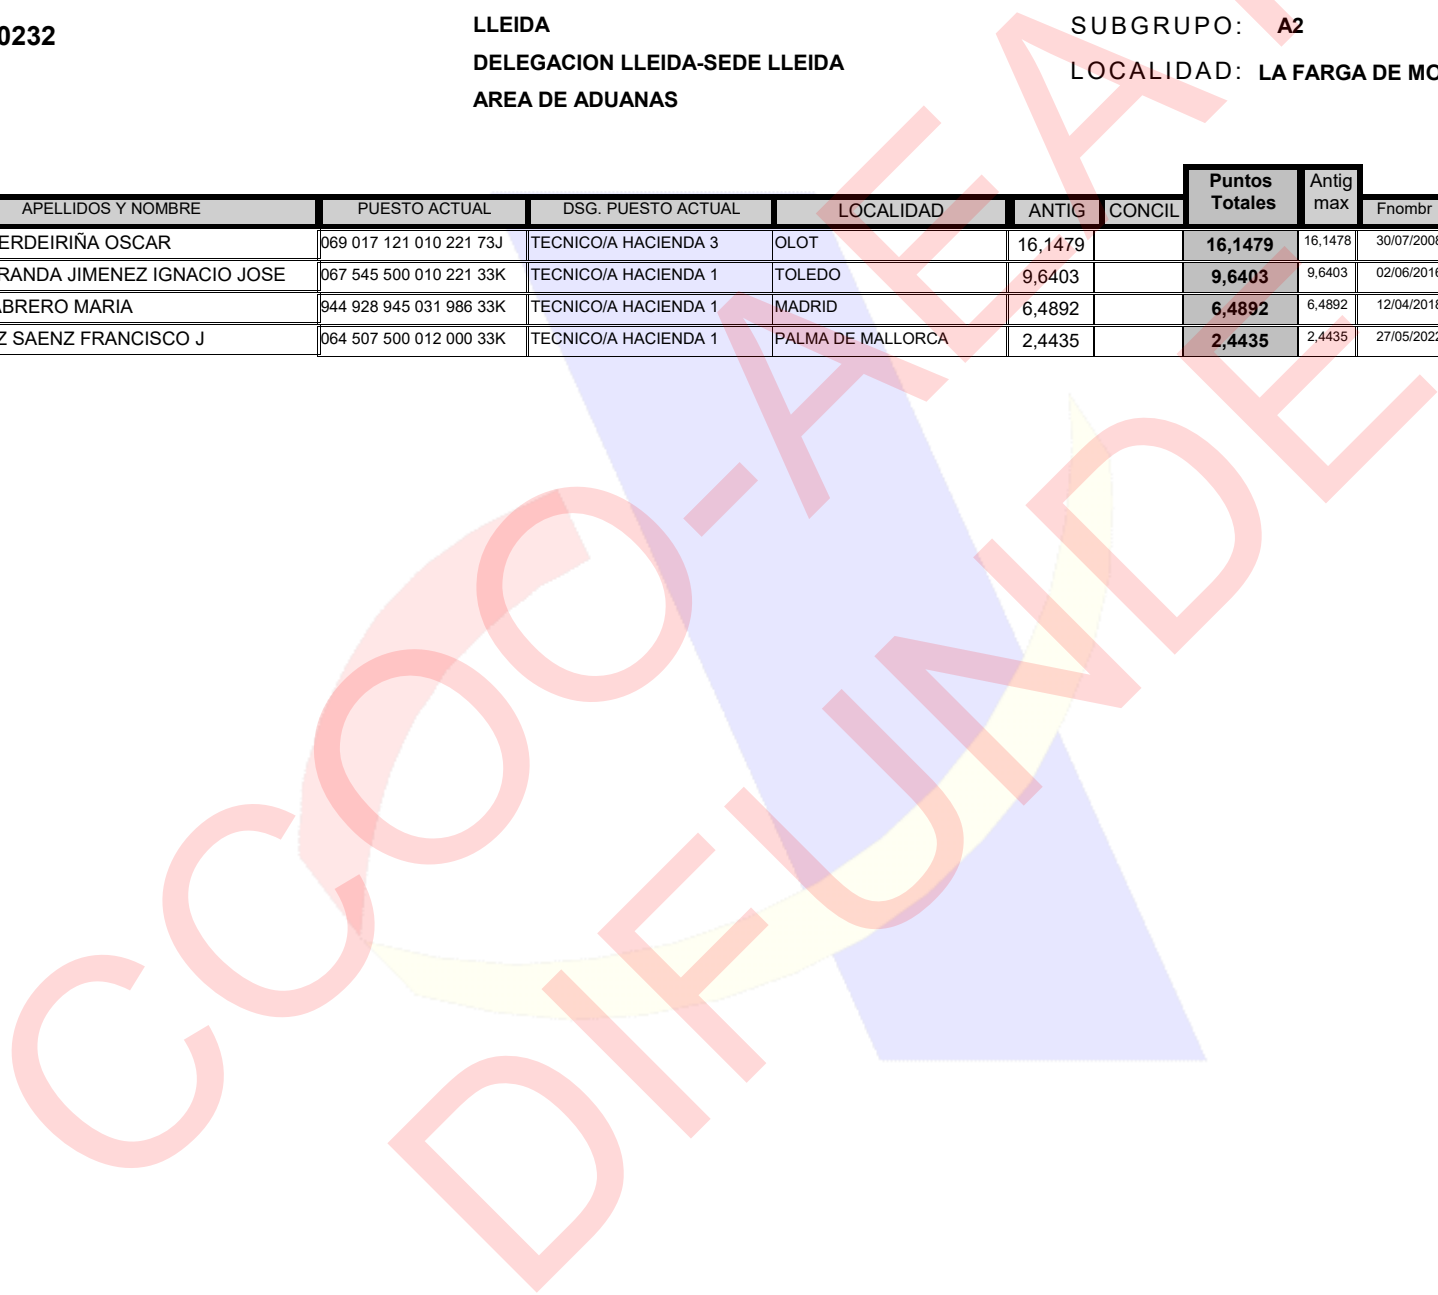 0232
LLEIDA
DELEGACION LLEIDA-SEDE LLEIDA
AREA DE ADUANAS
SUBGRUPO: A2
LOCALIDAD: LA FARGA DE MO
APELLIDOS Y NOMBRE PUESTO ACTUAL DSG. PUESTO ACTUAL LOCALIDAD ANTIG CONCIL Puntos Totales Antig max Fnombr
ERDEIRIÑA OSCAR 069 017 121 010 221 73J TECNICO/A HACIENDA 3 OLOT 16,1479 16,1479 16,1478 30/07/2008
RANDA JIMENEZ IGNACIO JOSE 067 545 500 010 221 33K TECNICO/A HACIENDA 1 TOLEDO 9,6403 9,6403 9,6403 02/06/2016
ABRERO MARIA 944 928 945 031 986 33K TECNICO/A HACIENDA 1 MADRID 6,4892 6,4892 6,4892 12/04/2018
Z SAENZ FRANCISCO J 064 507 500 012 000 33K TECNICO/A HACIENDA 1 PALMA DE MALLORCA 2,4435 2,4435 2,4435 27/05/2022
CCOO-AEA
DIFUNDE